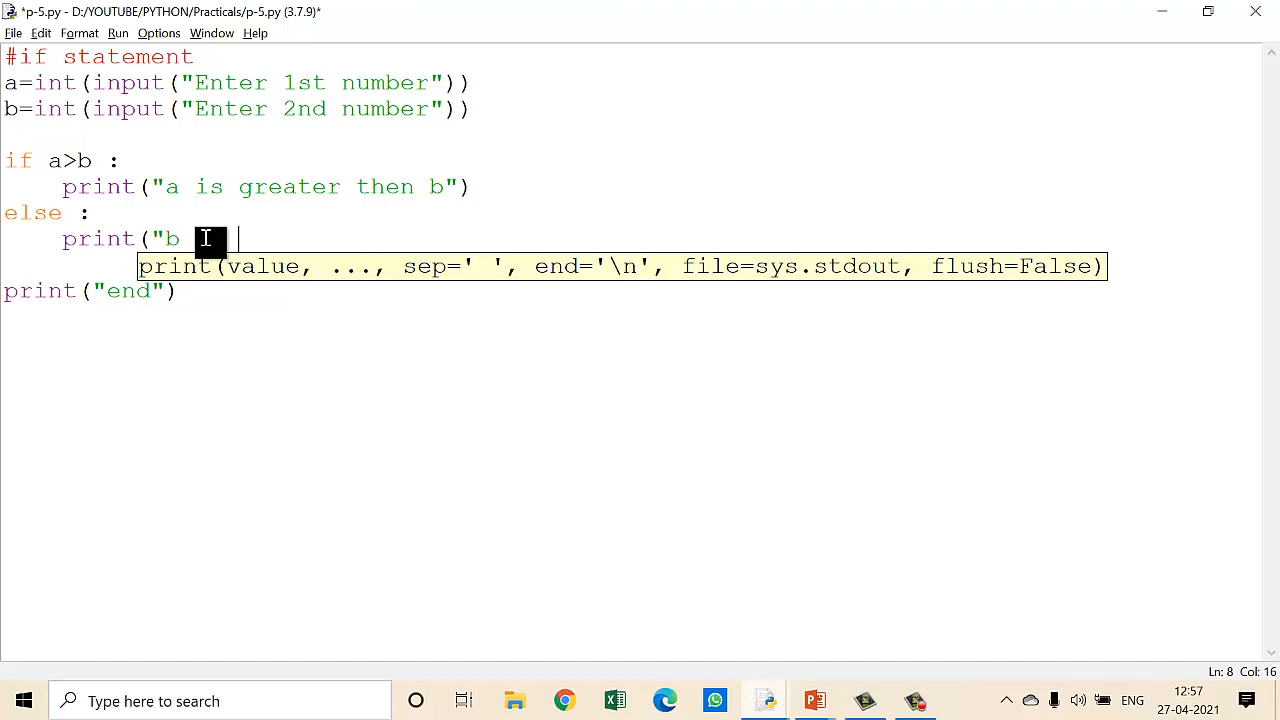 *p-5.py - D:/YOUTUBE/PYTHON/Practicals/p-5.py (3.7.9)*
File Edit Format Run Options Window Help
#if statement
a=int(input("Enter 1st number"))
b=int(input("Enter 2nd number"))
if a>b :
print("a is greater then b")
else :
print("b
print(value, ..., sep=' ', end='\n', file=sys.stdout, flush=False)
print("end")
Ln: 8 Col: 16
Type here to search
ENG
12:57
27-04-2021